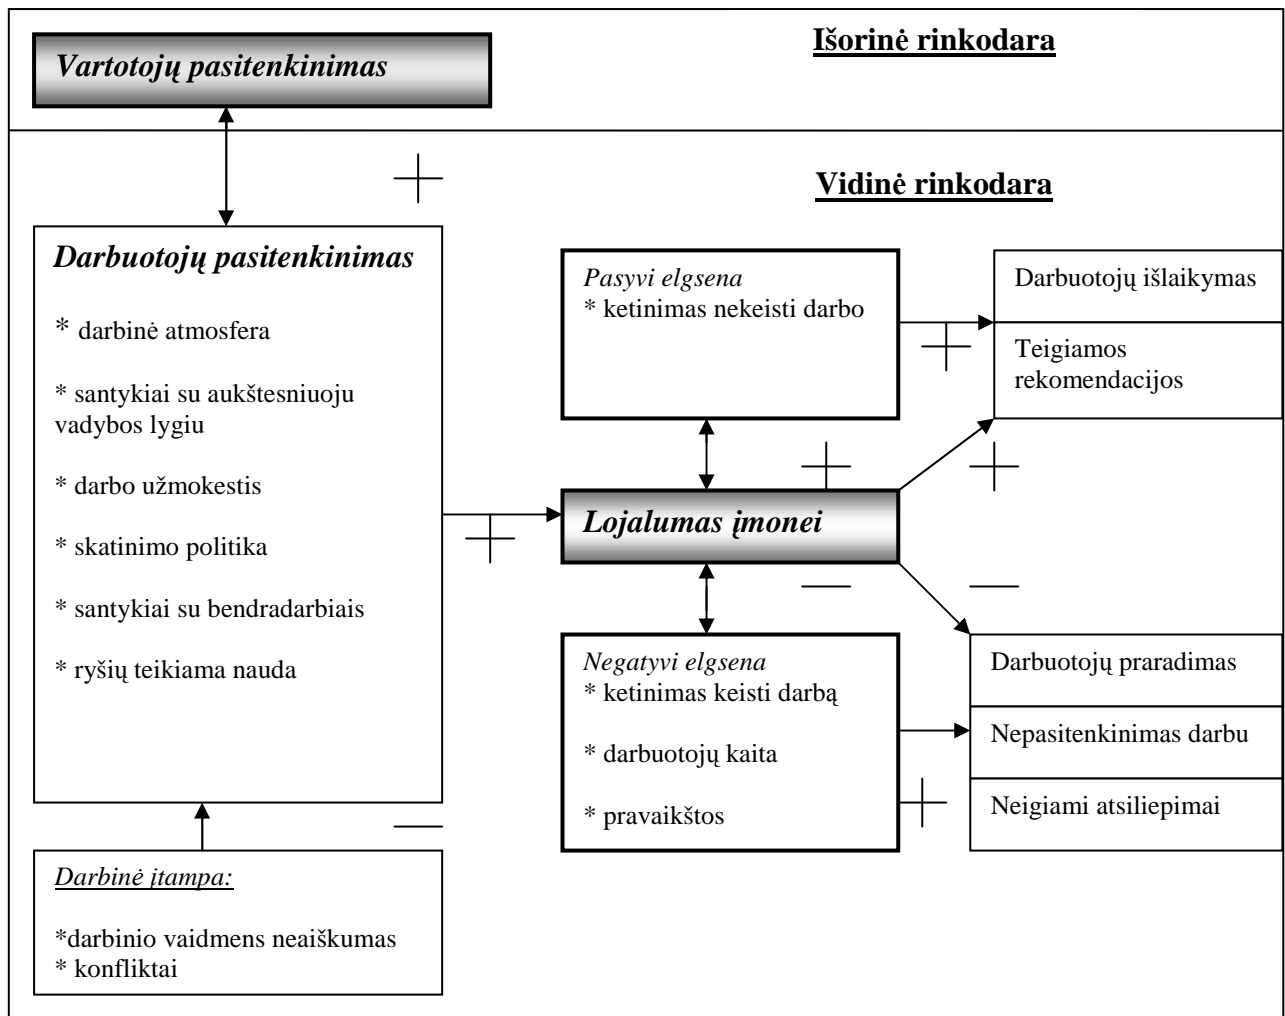 Išorinė rinkodara
Vartotojų pasitenkinimas
Vidinė rinkodara
Darbuotojų pasitenkinimas
* darbinė atmosfera
* santykiai su aukštesniuoju
vadybos lygiu
* darbo užmokestis
* skatinimo politika
* santykiai su bendradarbiais
* ryšių teikiama nauda
Darbinė įtampa:
*darbinio vaidmens neaiškumas
* konfliktai
Pasyvi elgsena
* ketinimas nekeisti darbo
Lojalumas įmonei
Negatyvi elgsena
* ketinimas keisti darbą
* darbuotojų kaita
* pravaikštos
Darbuotojų išlaikymas
Teigiamos
rekomendacijos
Darbuotojų praradimas
Nepasitenkinimas darbu
Neigiami atsiliepimai